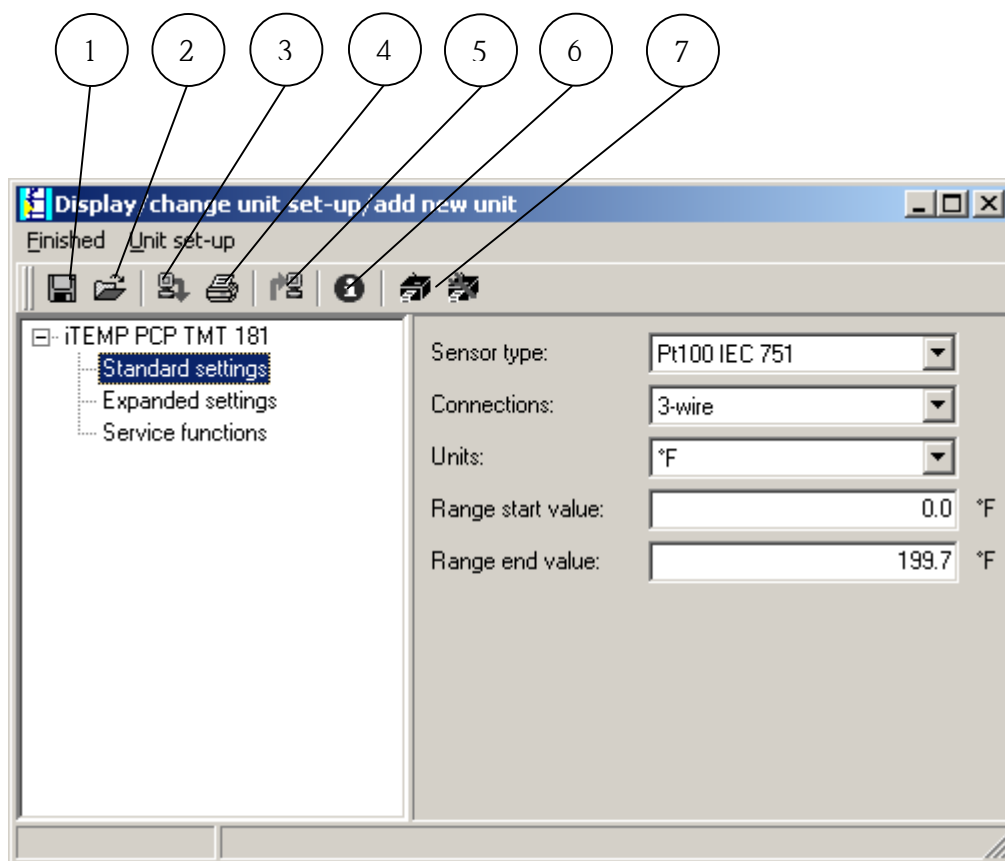 1 2 3 4 5 6 7
Display/change unit set-up/add new unit
Finished Unit set-up
iTEMP PCP TMT 181
Standard settings
Expanded settings
Service functions
Sensor type: Pt100 IEC 751
Connections: 3-wire
Units: °F
Range start value: 0.0 °F
Range end value: 199.7 °F